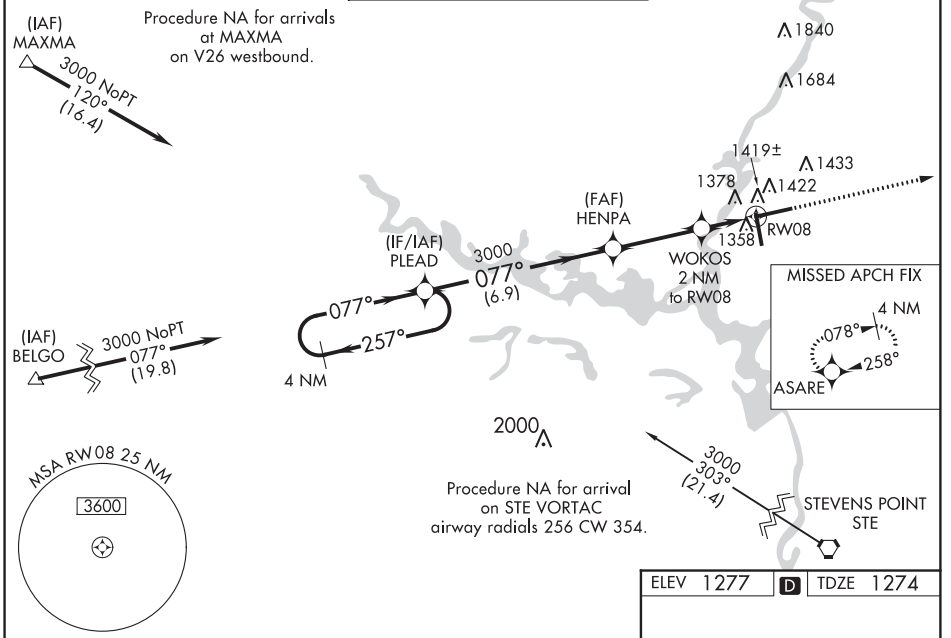 (IAF)
MAXMA
3000 NoPT
120°
(16.4)
Procedure NA for arrivals
at MAXMA
on V26 westbound.
1840
1684
1419±
1433
1378
1422
1358
RW08
(FAF)
HENPA
WOKOS
2 NM
to RW08
(IF/IAF)
PLEAD
3000
077°
(6.9)
077°
257°
4 NM
(IAF)
BELGO
3000 NoPT
077°
(19.8)
MISSED APCH FIX
4 NM
078°
258°
ASARE
2000
MSA RW08 25 NM
3600
Procedure NA for arrival
on STE VORTAC
airway radials 256 CW 354.
3000
303°
(21.4)
STEVENS POINT
STE
ELEV 1277 D TDZE 1274